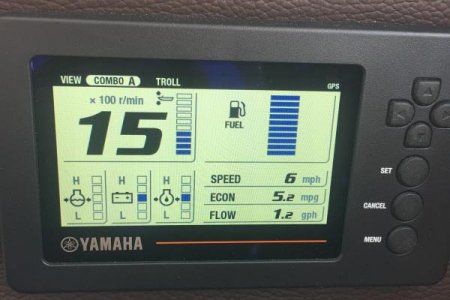 VIEW COMBO A TROLL
GPS
× 100 r/min
15
FUEL
H H H
L L L
SPEED 6 mph
ECON 5.2 mpg
FLOW 1.2 gph
SET
CANCEL
MENU
YAMAHA